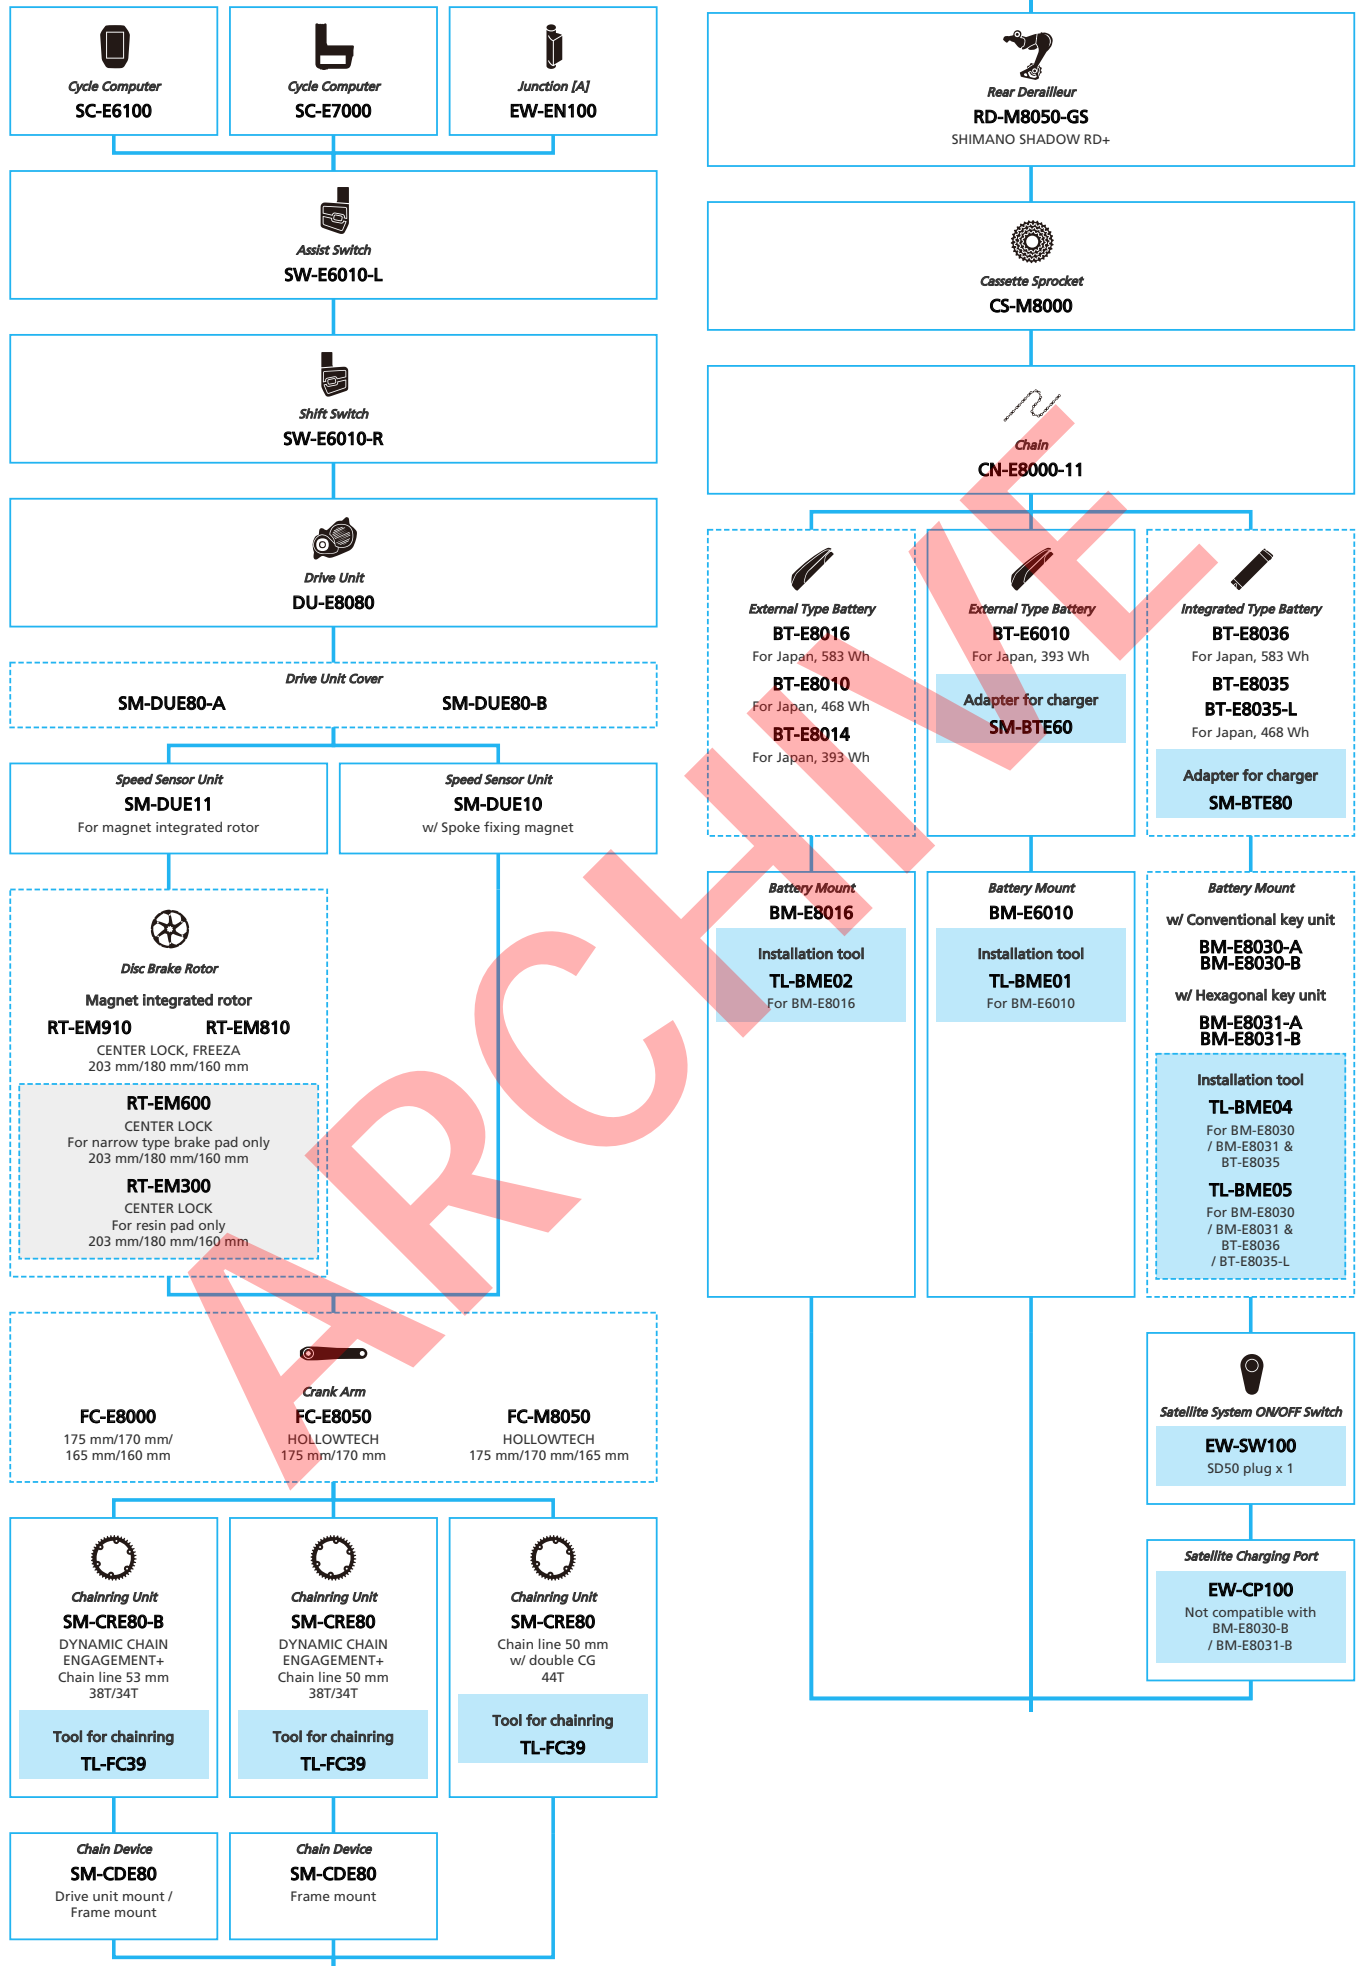 Cycle Computer
SC-E6100
Cycle Computer
SC-E7000
Junction [A]
EW-EN100
Assist Switch
SW-E6010-L
Shift Switch
SW-E6010-R
Drive Unit
DU-E8080
Drive Unit Cover
SM-DUE80-A
SM-DUE80-B
Speed Sensor Unit
SM-DUE11
For magnet integrated rotor
Speed Sensor Unit
SM-DUE10
w/ Spoke fixing magnet
Disc Brake Rotor
Magnet integrated rotor
RT-EM910
RT-EM810
CENTER LOCK, FREEZA
203 mm/180 mm/160 mm
RT-EM600
CENTER LOCK
For narrow type brake pad only
203 mm/180 mm/160 mm
RT-EM300
CENTER LOCK
For resin pad only
203 mm/180 mm/160 mm
Crank Arm
FC-E8000
175 mm/170 mm/
165 mm/160 mm
FC-E8050
HOLLOWTECH
175 mm/170 mm
FC-M8050
HOLLOWTECH
175 mm/170 mm/165 mm
Chainring Unit
SM-CRE80-B
DYNAMIC CHAIN
ENGAGEMENT+
Chain line 53 mm
38T/34T
Tool for chainring
TL-FC39
Chainring Unit
SM-CRE80
DYNAMIC CHAIN
ENGAGEMENT+
Chain line 50 mm
38T/34T
Tool for chainring
TL-FC39
Chainring Unit
SM-CRE80
Chain line 50 mm
w/ double CG
44T
Tool for chainring
TL-FC39
Chain Device
SM-CDE80
Drive unit mount /
Frame mount
Chain Device
SM-CDE80
Frame mount
Rear Derailleur
RD-M8050-GS
SHIMANO SHADOW RD+
Cassette Sprocket
CS-M8000
Chain
CN-E8000-11
External Type Battery
BT-E8016
For Japan, 583 Wh
BT-E8010
For Japan, 468 Wh
BT-E8014
For Japan, 393 Wh
External Type Battery
BT-E6010
For Japan, 393 Wh
Adapter for charger
SM-BTE60
Integrated Type Battery
BT-E8036
For Japan, 583 Wh
BT-E8035
BT-E8035-L
For Japan, 468 Wh
Adapter for charger
SM-BTE80
Battery Mount
BM-E8016
Installation tool
TL-BME02
For BM-E8016
Battery Mount
BM-E6010
Installation tool
TL-BME01
For BM-E6010
Battery Mount
w/ Conventional key unit
BM-E8030-A
BM-E8030-B
w/ Hexagonal key unit
BM-E8031-A
BM-E8031-B
Installation tool
TL-BME04
For BM-E8030
/ BM-E8031 &
BT-E8035
TL-BME05
For BM-E8030
/ BM-E8031 &
BT-E8036
/ BT-E8035-L
Satellite System ON/OFF Switch
EW-SW100
SD50 plug x 1
Satellite Charging Port
EW-CP100
Not compatible with
BM-E8030-B
/ BM-E8031-B
ARCHIVE